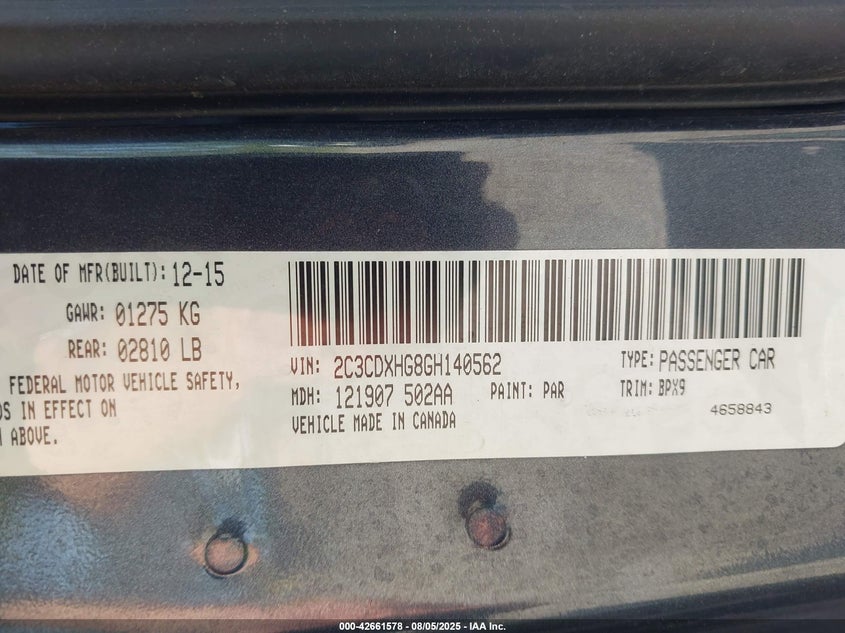 DATE OF MFR(BUILT): 12-15
GAWR: 01275 KG
REAR: 02810 LB
FEDERAL MOTOR VEHICLE SAFETY,
IN EFFECT ON
ABOVE.
VIN: 2C3CDXHG8GH140562
TYPE: PASSENGER CAR
MDH: 121907 502AA
PAINT: PAR
TRIM: BPX9
VEHICLE MADE IN CANADA
4658843
000-42661578 - 08/05/2025 - IAA Inc.